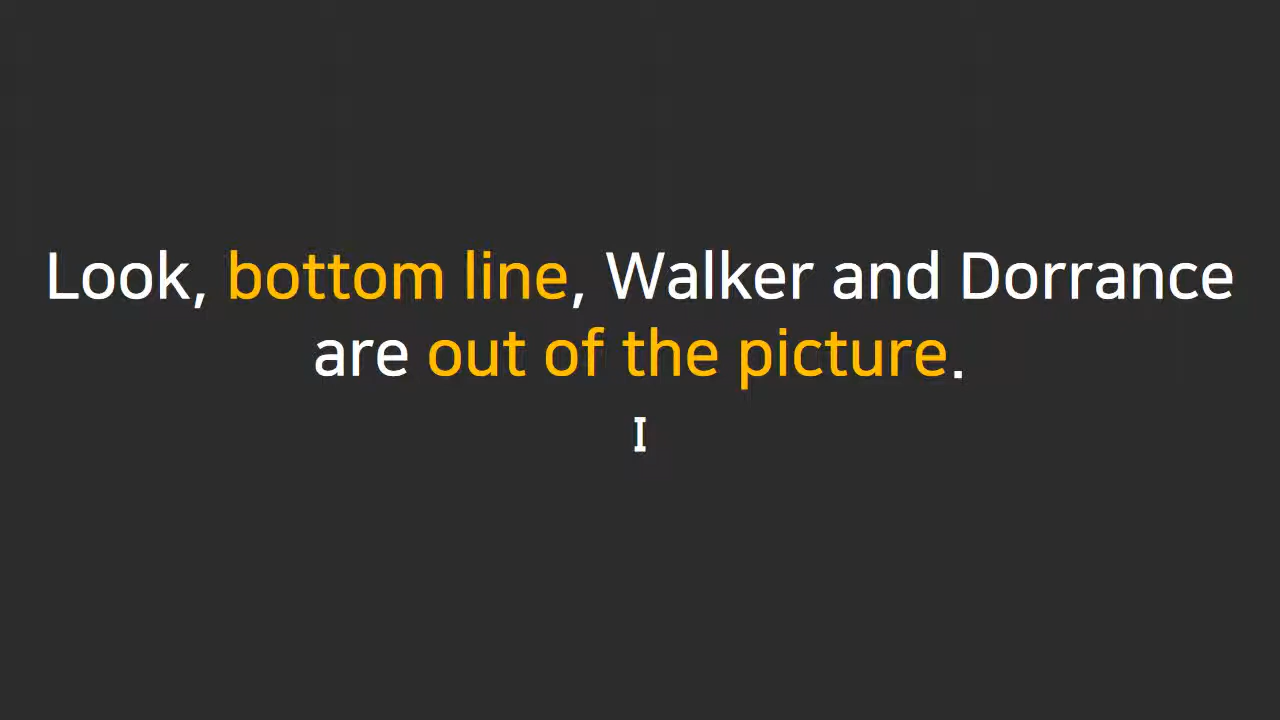 Look, bottom line, Walker and Dorrance
are out of the picture.